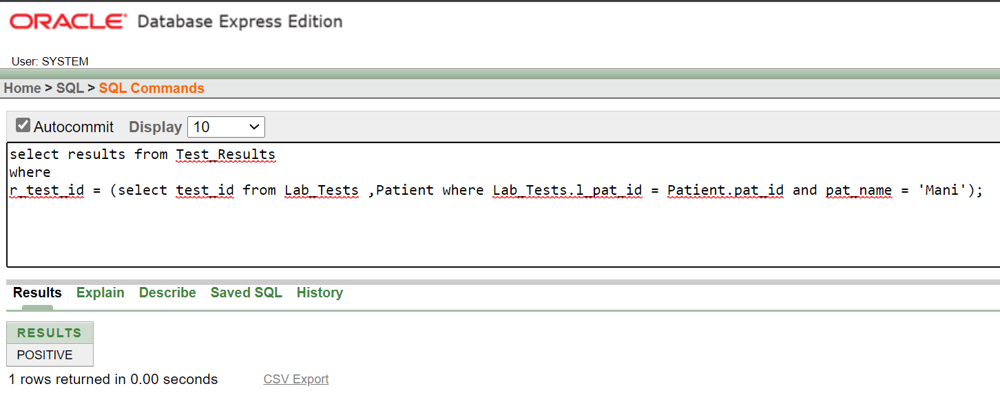 ORACLE Database Express Edition
User: SYSTEM
Home > SQL > SQL Commands
Autocommit Display 10
select results from Test_Results
where
r_test_id = (select test_id from Lab_Tests ,Patient where Lab_Tests.l_pat_id = Patient.pat_id and pat_name = 'Mani');
Results Explain Describe Saved SQL History
RESULTS
POSITIVE
1 rows returned in 0.00 seconds CSV Export